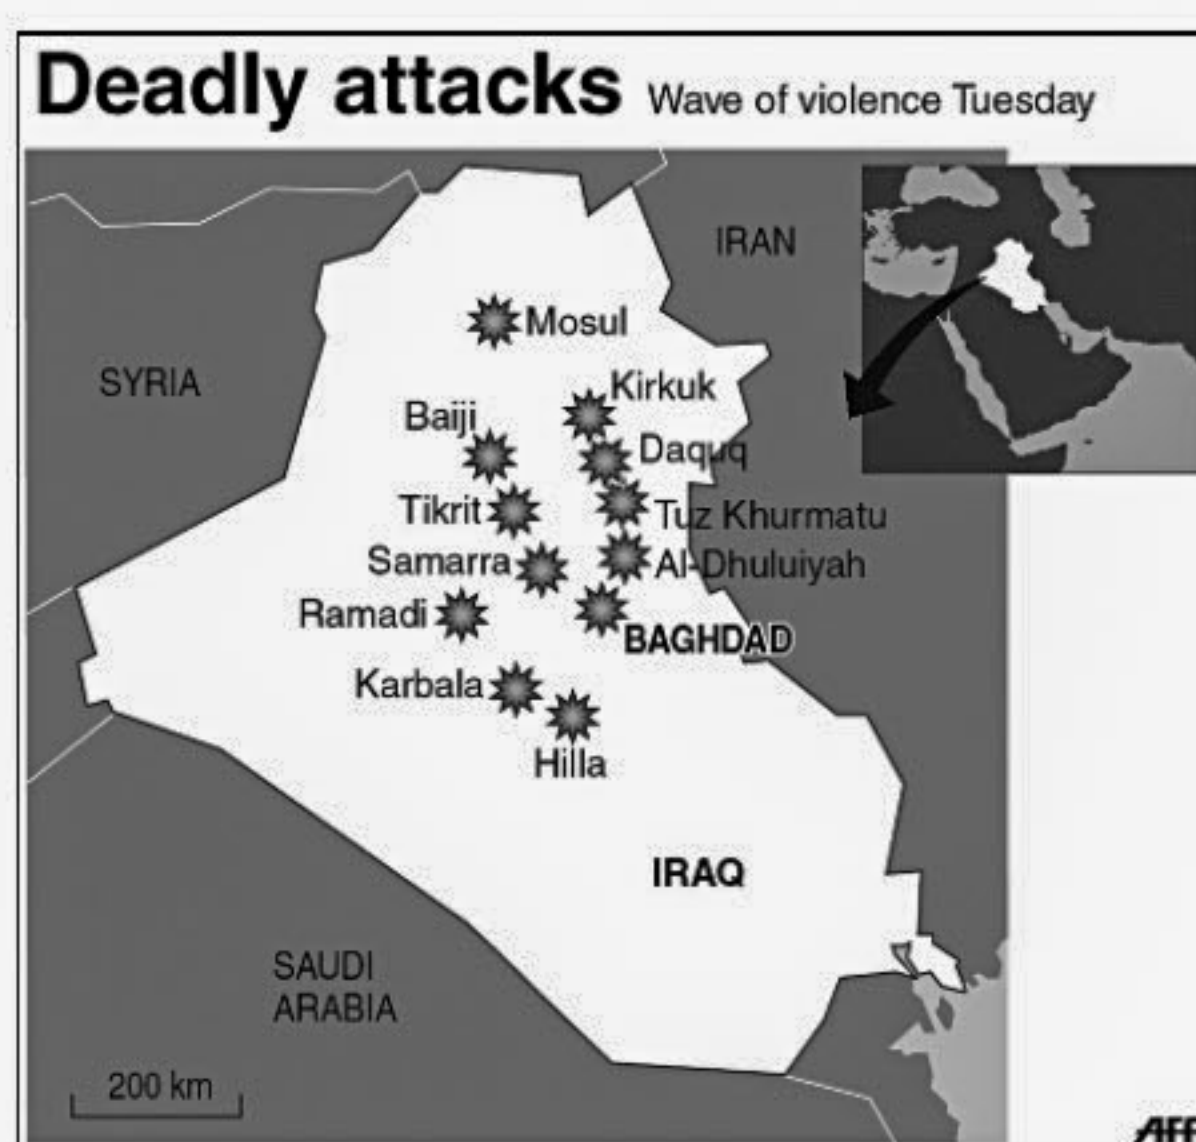 Deadly attacks Wave of violence Tuesday
IRAN
Mosul
SYRIA
Kirkuk
Baiji
Daquq
Tikrit
Tuz Khurmatu
Samarra
Al-Dhuluiyah
Ramadi
BAGHDAD
Karbala
Hilla
IRAQ
SAUDI
ARABIA
200 km
AFP